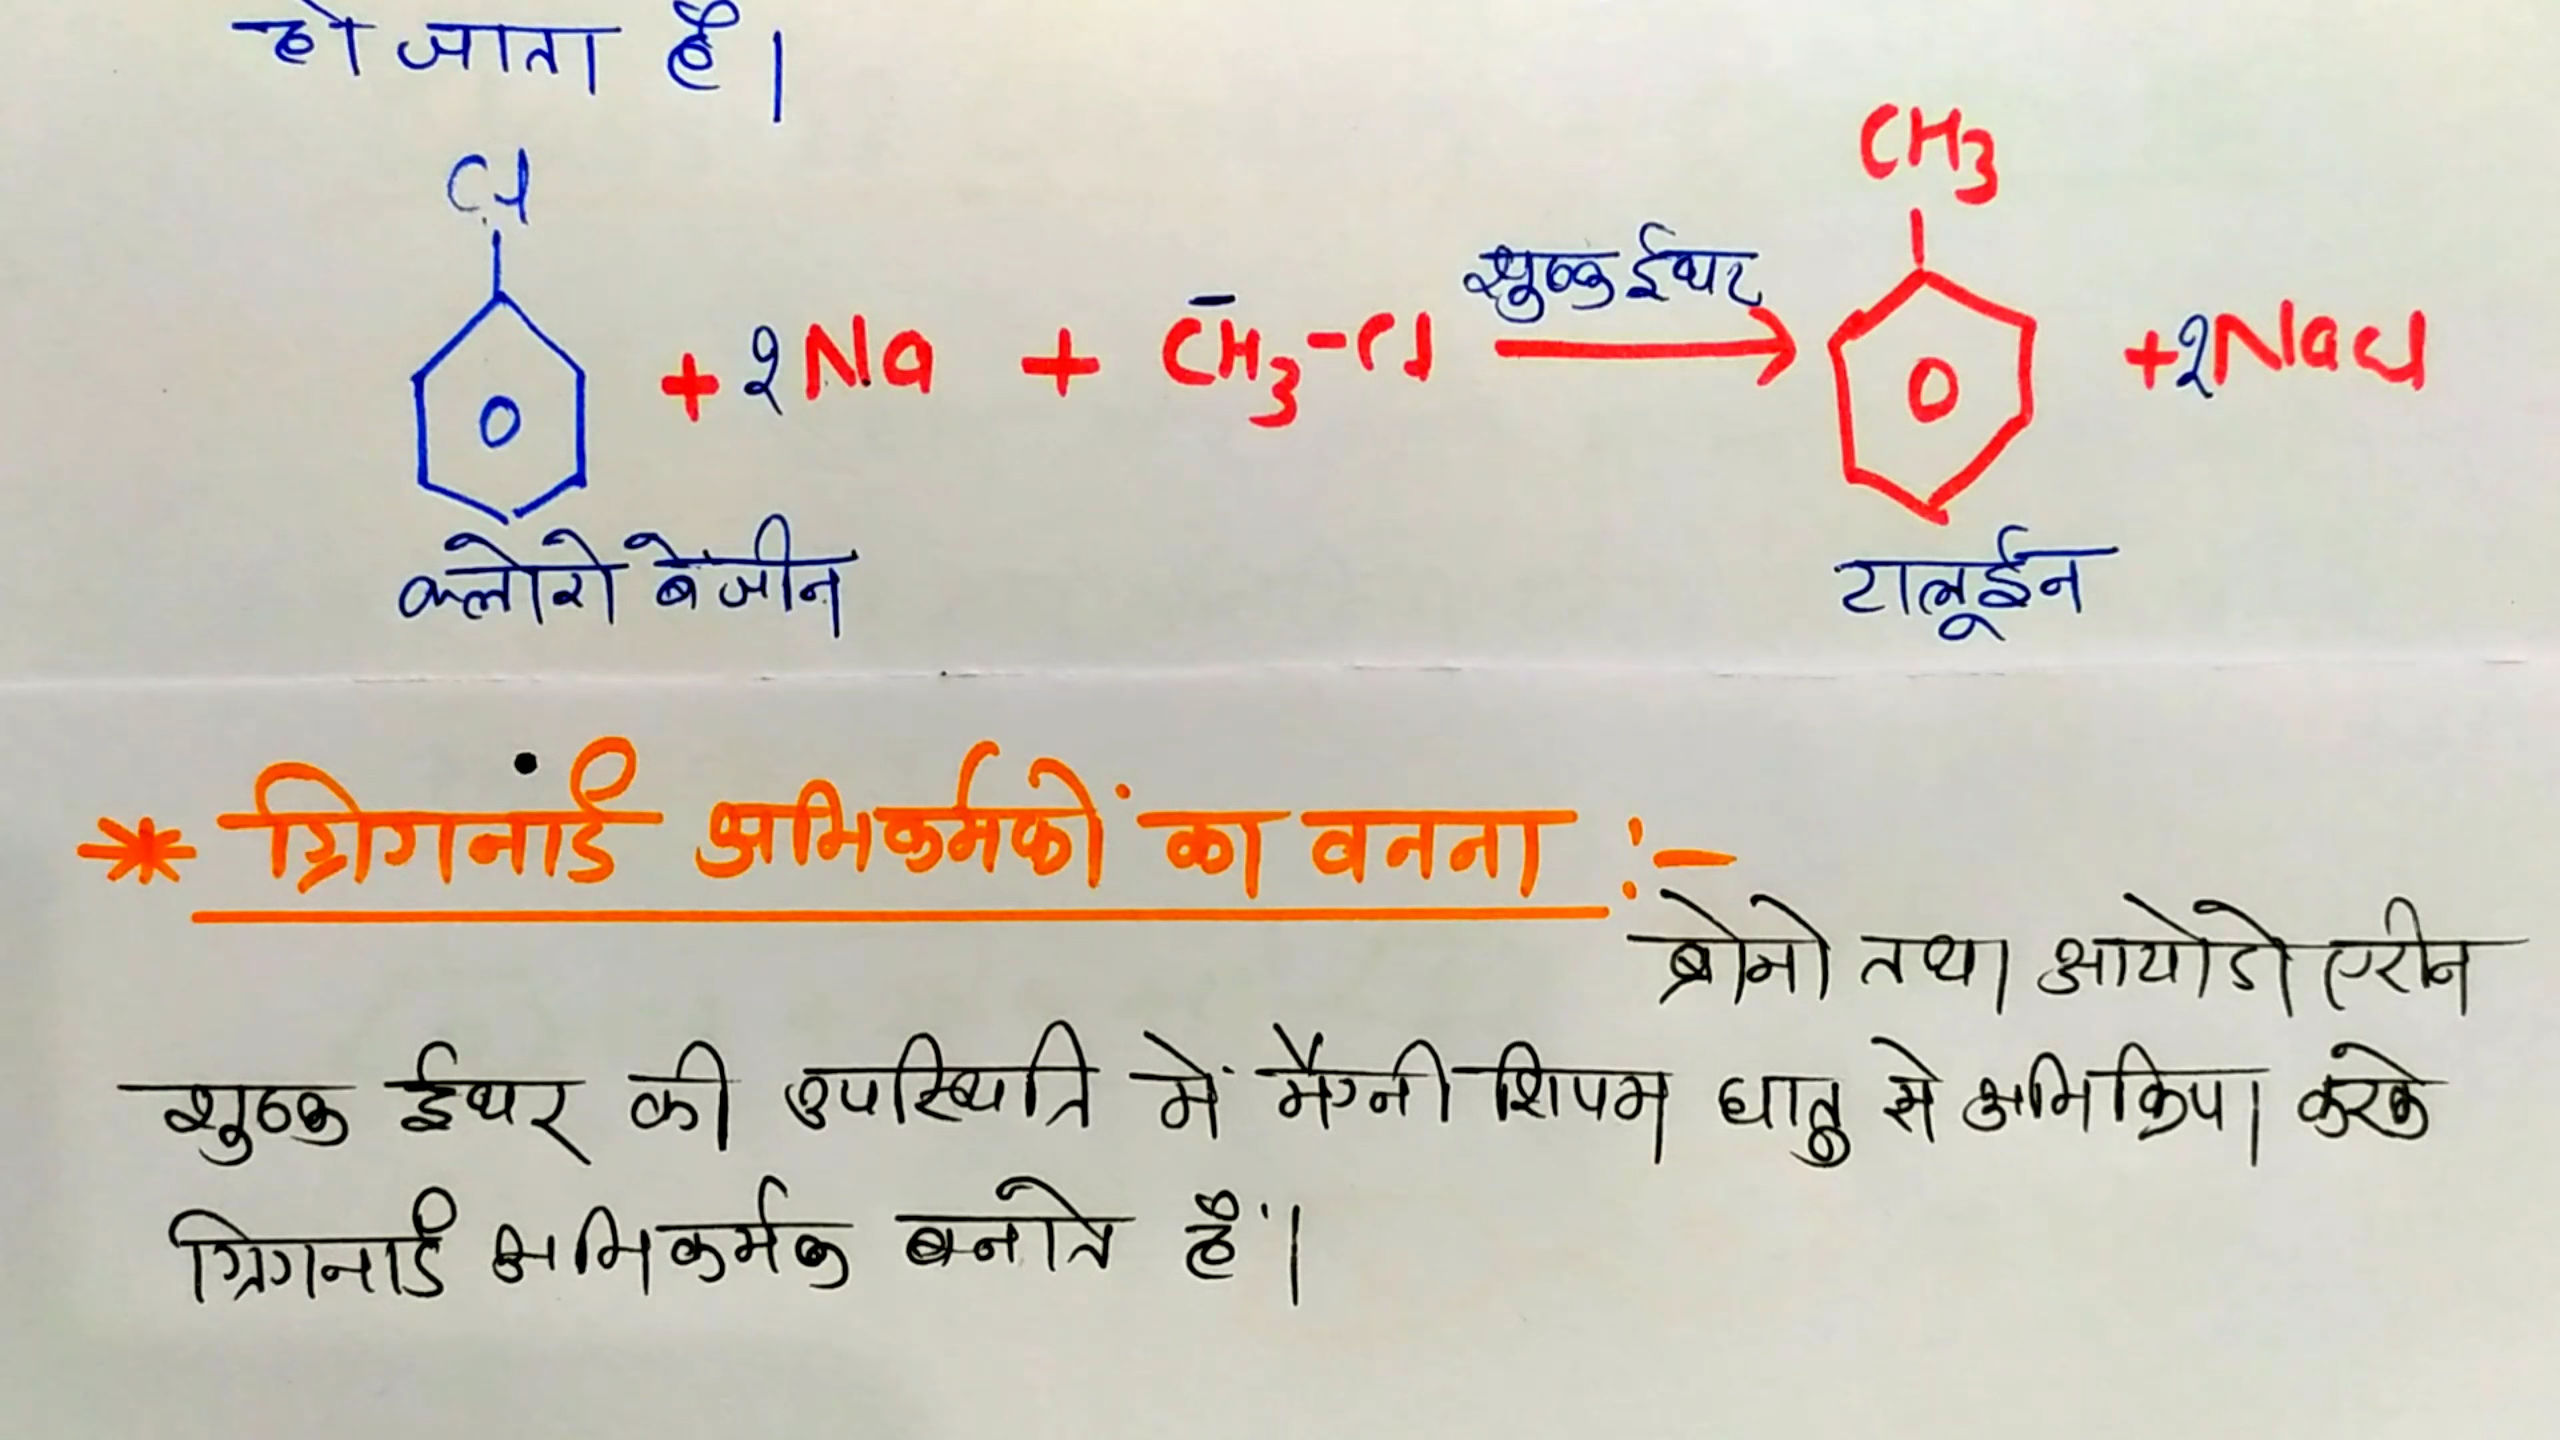 हो जाता है।
Cl CH3
+ 2Na + CH3-Cl शुष्क ईथर + 2NaCl
क्लोरो बेंजीन टालूईन
* ग्रिगनार्ड अभिकर्मकों का वनना :-
ब्रोमो तथा आयोडो एरीन
शुष्क ईथर की उपस्थिति में मैग्नीशियम धातु से अभिक्रिया करके
ग्रिगनार्ड अभिकर्मक बनाते हैं।